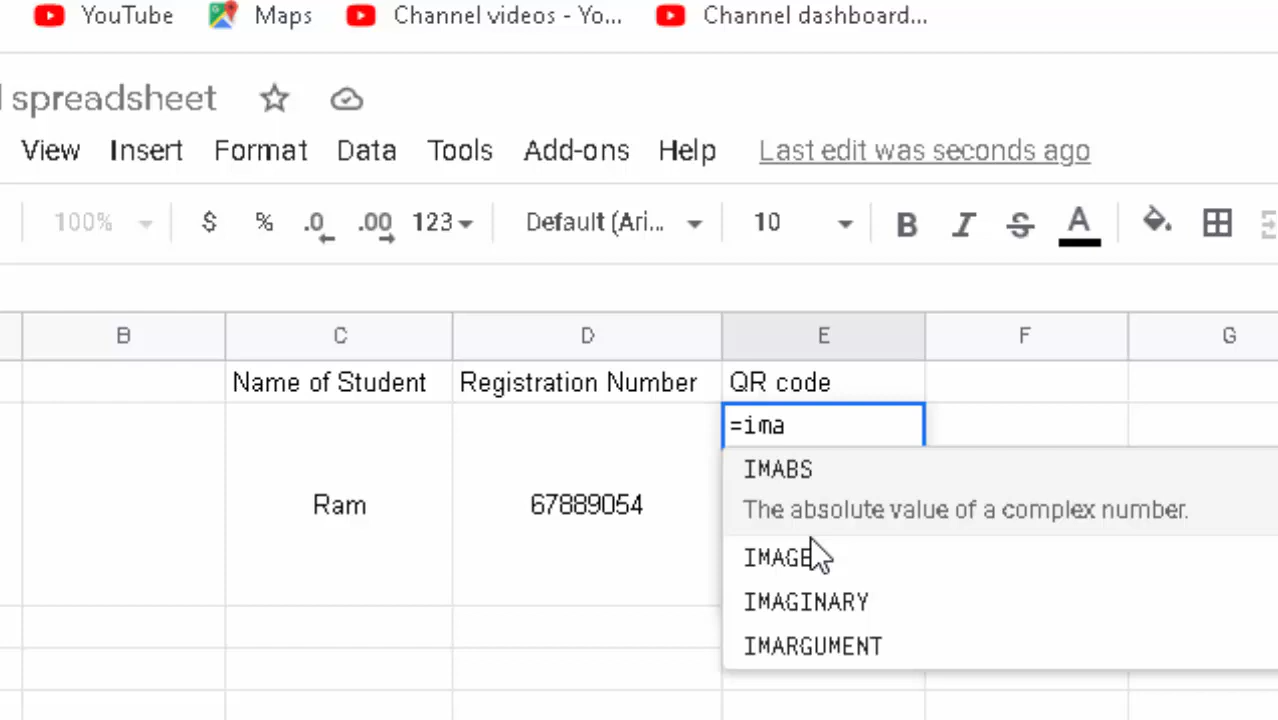 YouTube Maps Channel videos - Yo... Channel dashboard...
spreadsheet
View Insert Format Data Tools Add-ons Help Last edit was seconds ago
100% $ % .0 .00 123 Default (Ari... 10 B I S A
B C D E F G
Name of Student Registration Number QR code
=ima
IMABS
The absolute value of a complex number.
Ram 67889054
IMAGE
IMAGINARY
IMARGUMENT